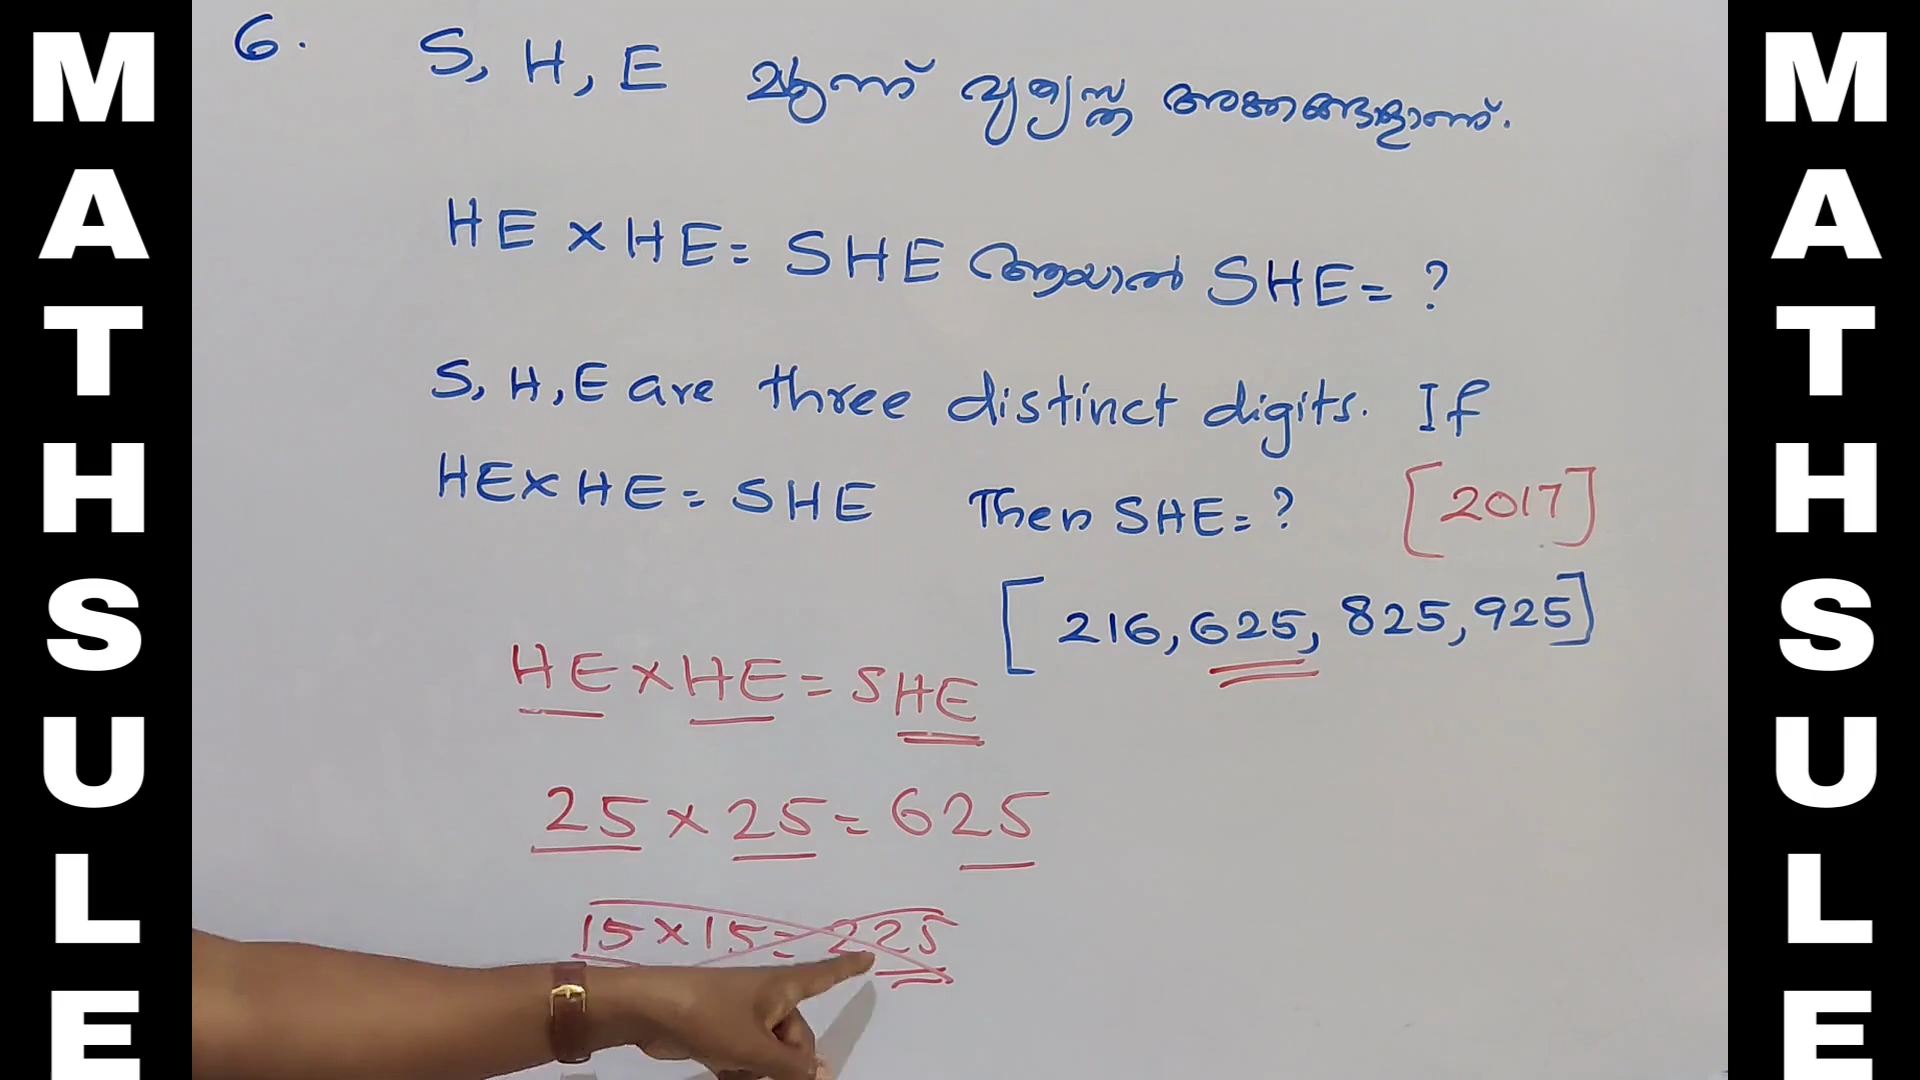 MATHSULE
6. S, H, E മൂന്ന് വ്യത്യസ്ത അക്കങ്ങളാണ്.
HE × HE = SHE ആയാൽ SHE = ?
S, H, E are three distinct digits. If
HE × HE = SHE Then SHE = ? [2017]
[216, 625, 825, 925]
HE × HE = SHE
25 × 25 = 625
15 × 15 = 225
MATHSULE